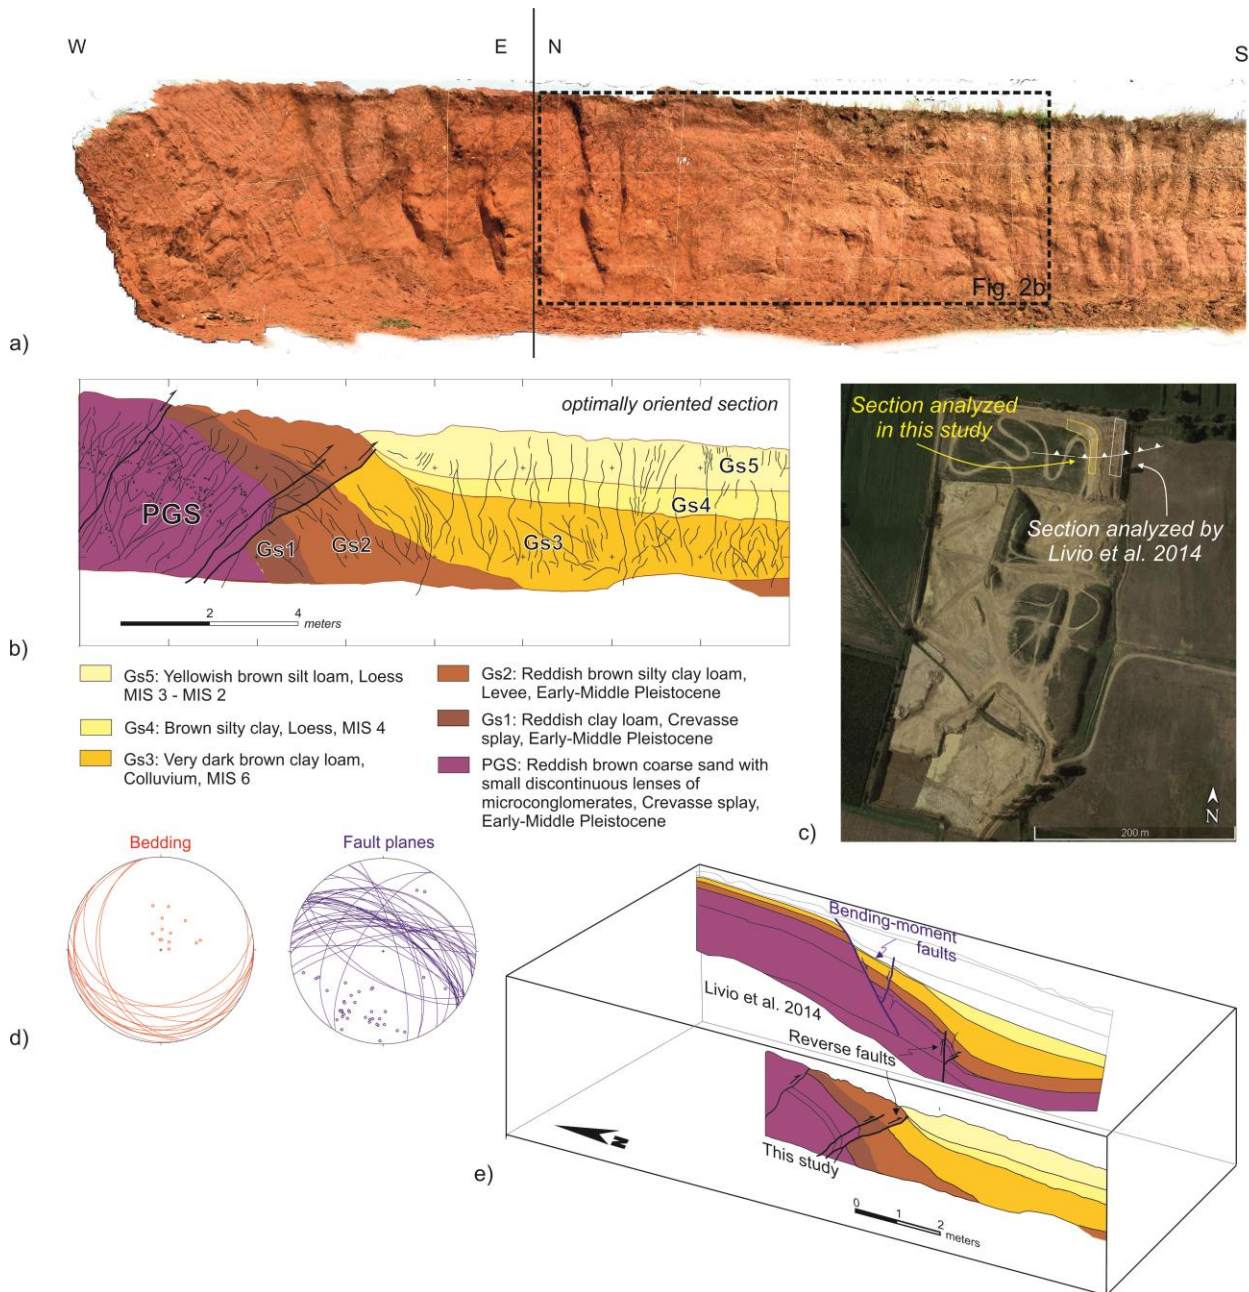 W
E
N
S
Fig. 2b
a)
optimally oriented section
PGS
Gs1
Gs2
Gs3
Gs4
Gs5
2
4
meters
b)
Section analyzed
in this study
Section analyzed by
Livio et al. 2014
N
200 m
c)
Gs5: Yellowish brown silt loam, Loess
MIS 3 - MIS 2
Gs4: Brown silty clay, Loess, MIS 4
Gs3: Very dark brown clay loam,
Colluvium, MIS 6
Gs2: Reddish brown silty clay loam,
Levee, Early-Middle Pleistocene
Gs1: Reddish clay loam, Crevasse
splay, Early-Middle Pleistocene
PGS: Reddish brown coarse sand with
small discontinuous lenses of
microconglomerates, Crevasse splay,
Early-Middle Pleistocene
Bedding
Fault planes
d)
Bending-moment
faults
?
Livio et al. 2014
Reverse faults
This study
N
0
1
2
meters
e)